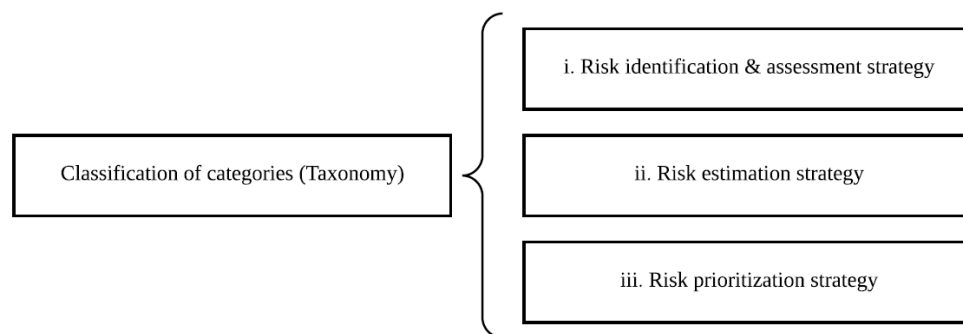 i. Risk identification & assessment strategy
Classification of categories (Taxonomy)
ii. Risk estimation strategy
iii. Risk prioritization strategy